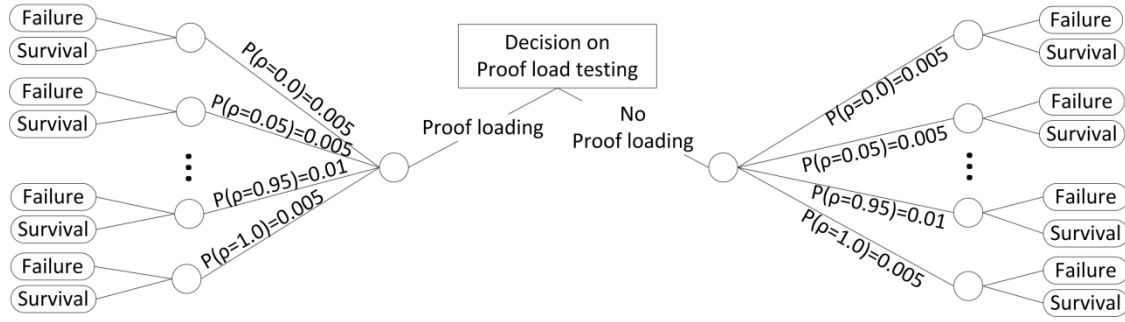 Decision on
Proof load testing
Proof loading
No
Proof loading
Failure
Survival
P(ρ=0.0)=0.005
Failure
Survival
P(ρ=0.05)=0.005
Failure
Survival
P(ρ=0.95)=0.01
Failure
Survival
P(ρ=1.0)=0.005
P(ρ=0.0)=0.005
Failure
Survival
P(ρ=0.05)=0.005
Failure
Survival
P(ρ=0.95)=0.01
Failure
Survival
P(ρ=1.0)=0.005
Failure
Survival